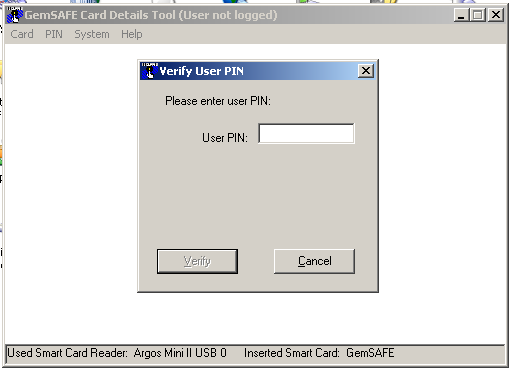 GemSAFE Card Details Tool (User not logged)
Card PIN System Help
Verify User PIN
Please enter user PIN:
User PIN:
Verify Cancel
Used Smart Card Reader: Argos Mini II USB 0 Inserted Smart Card: GemSAFE